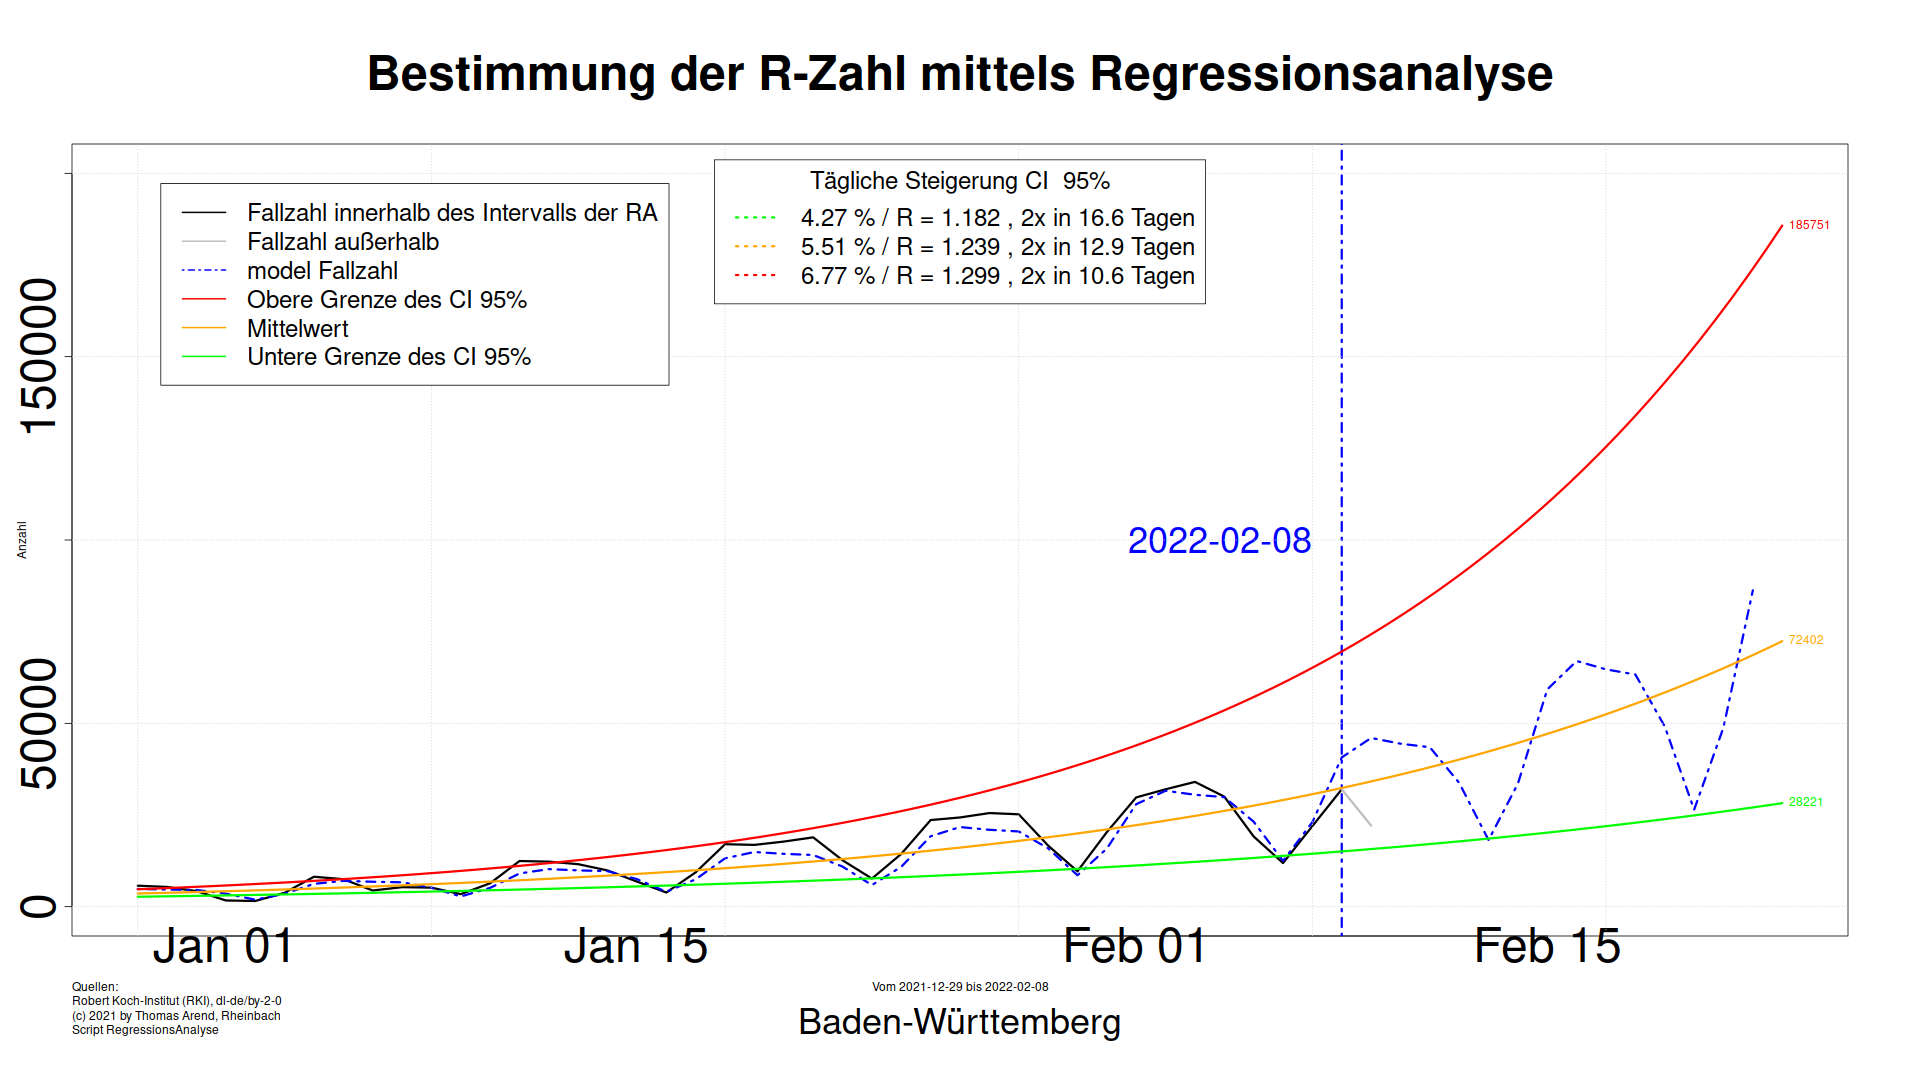 Bestimmung der R-Zahl mittels Regressionsanalyse
Fallzahl innerhalb des Intervalls der RA
Fallzahl außerhalb
model Fallzahl
Obere Grenze des CI 95%
Mittelwert
Untere Grenze des CI 95%
Tägliche Steigerung CI  95%
4.27 % / R = 1.182 , 2x in 16.6 Tagen
5.51 % / R = 1.239 , 2x in 12.9 Tagen
6.77 % / R = 1.299 , 2x in 10.6 Tagen
185751
72402
28221
2022-02-08
Anzahl
150000
50000
0
Jan 01
Jan 15
Feb 01
Feb 15
Quellen:
Robert Koch-Institut (RKI), dl-de/by-2-0
(c) 2021 by Thomas Arend, Rheinbach
Script RegressionsAnalyse
Vom 2021-12-29 bis 2022-02-08
Baden-Württemberg